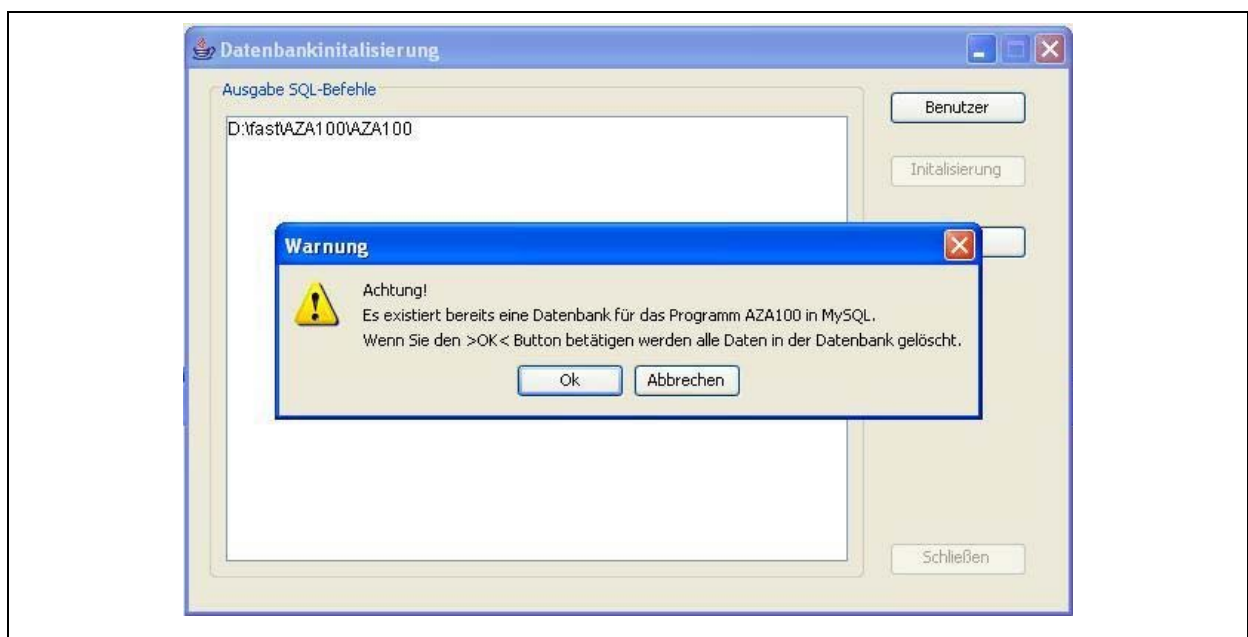 Datenbankinitalisierung
Ausgabe SQL-Befehle
D:\fast\AZA100\AZA100
Benutzer
Initalisierung
Warnung
Achtung!
Es existiert bereits eine Datenbank für das Programm AZA100 in MySQL.
Wenn Sie den >OK< Button betätigen werden alle Daten in der Datenbank gelöscht.
Ok
Abbrechen
Schließen